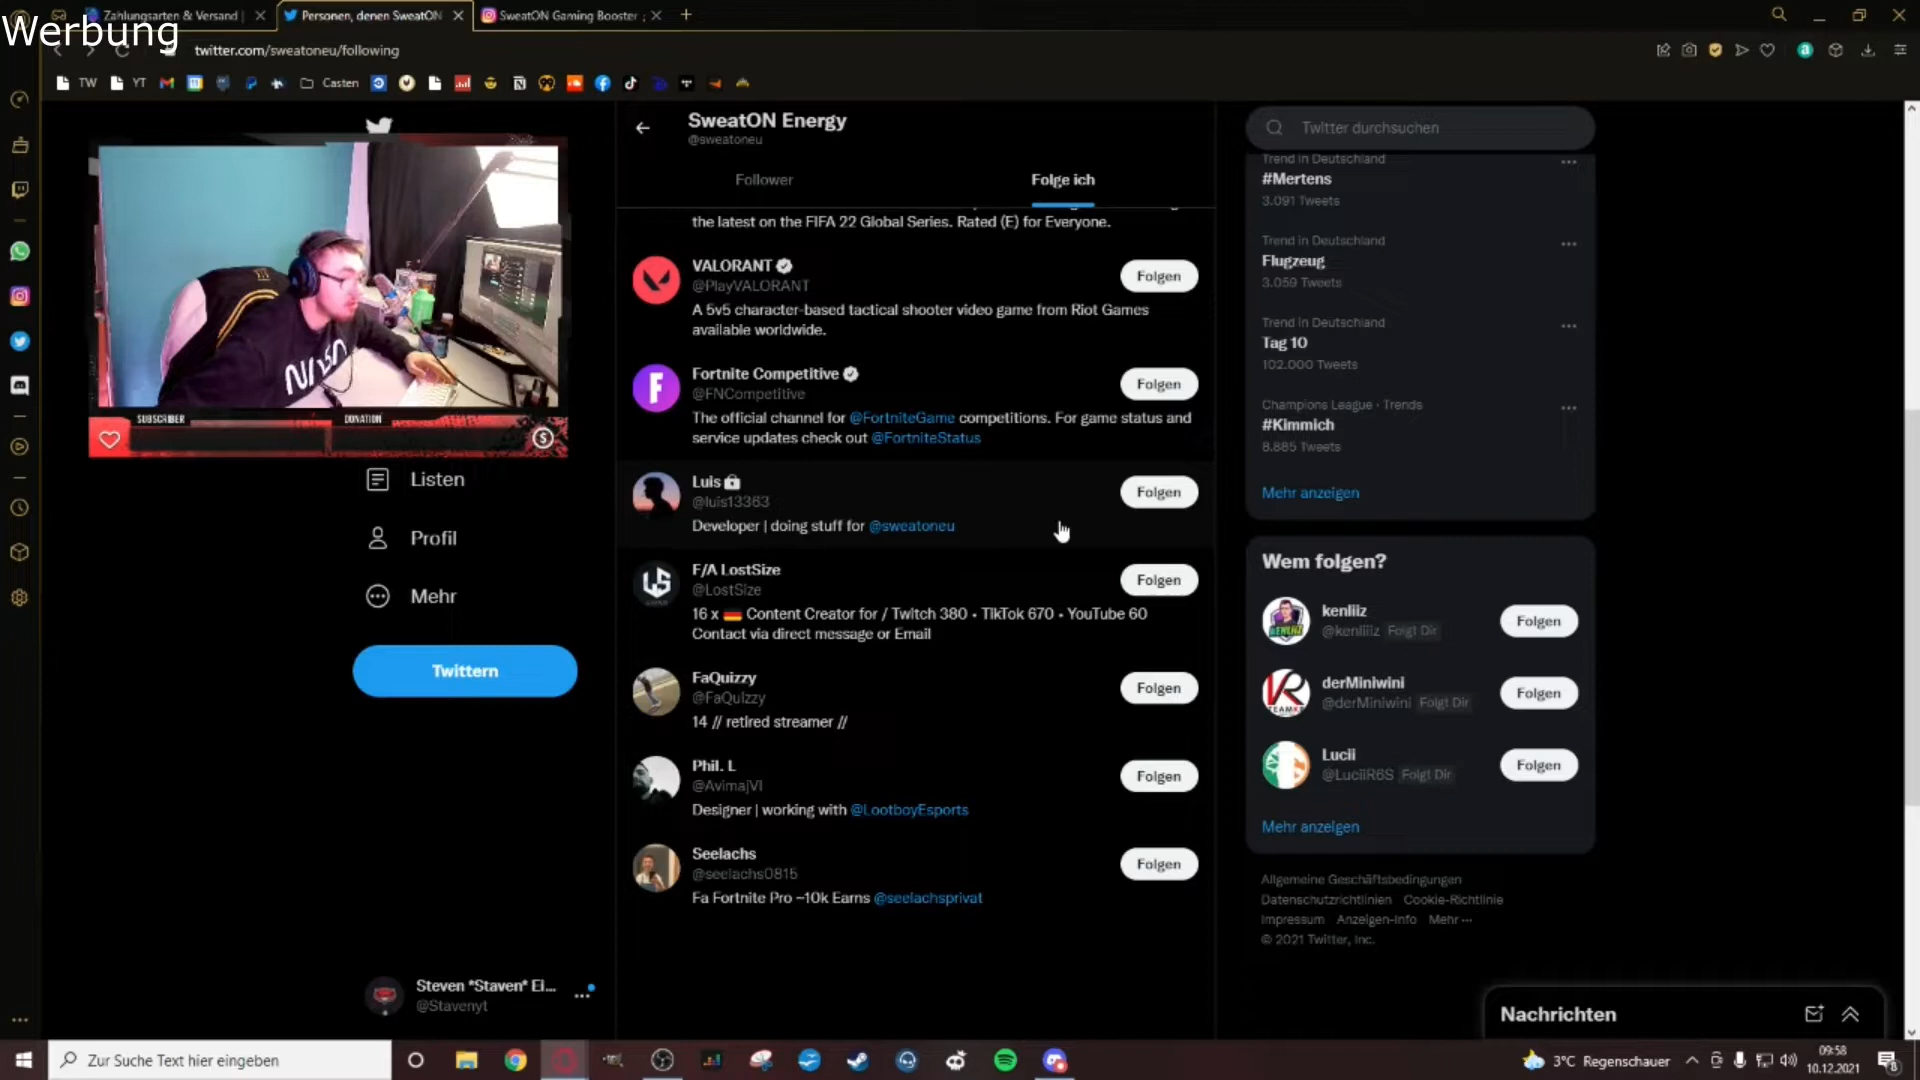 Werbung
Zahlungsarten & Versand |
Personen, denen SweatON
SweatON Gaming Booster
twitter.com/sweatoneu/following
TW
YT
Casten
SUBSCRIBER
DONATION
Listen
Profil
Mehr
Twittern
Steven *Staven* Ei...
@Stavenyt
SweatON Energy
@sweatoneu
Follower
Folge ich
the latest on the FIFA 22 Global Series. Rated (E) for Everyone.
VALORANT
@PlayVALORANT
Folgen
A 5v5 character-based tactical shooter video game from Riot Games
available worldwide.
Fortnite Competitive
@FNCompetitive
Folgen
The official channel for @FortniteGame competitions. For game status and
service updates check out @FortniteStatus
Luis
@luis13363
Folgen
Developer | doing stuff for @sweatoneu
F/A LostSize
@LostSize
Folgen
16 x 🇩🇪 Content Creator for / Twitch 380 • TikTok 670 • YouTube 60
Contact via direct message or Email
FaQuizzy
@FaQuizzy
Folgen
14 // retired streamer //
Phil. L
@AvimajVI
Folgen
Designer | working with @LootboyEsports
Seelachs
@seelachs0815
Folgen
Fa Fortnite Pro ~10k Earns @seelachsprivat
Twitter durchsuchen
Trend in Deutschland
#Mertens
3.091 Tweets
Trend in Deutschland
Flugzeug
3.059 Tweets
Trend in Deutschland
Tag 10
102.000 Tweets
Champions League · Trends
#Kimmich
8.885 Tweets
Mehr anzeigen
Wem folgen?
kenliiz
Folgt Dir
Folgen
derMiniwini
@derMiniwini Folgt Dir
Folgen
Lucii
@LuciiR6S Folgt Dir
Folgen
Mehr anzeigen
Allgemeine Geschäftsbedingungen
Datenschutzrichtlinien Cookie-Richtlinie
Impressum Anzeigen-Info Mehr ···
© 2021 Twitter, Inc.
Nachrichten
Zur Suche Text hier eingeben
3°C Regenschauer
09:58
10.12.2021
8